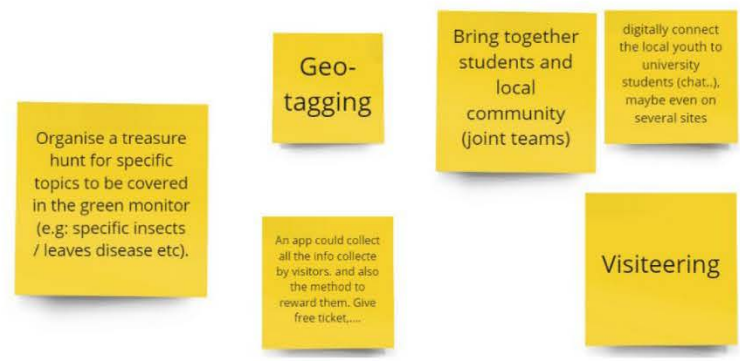 Organise a treasure
hunt for specific
topics to be covered
in the green monitor
(e.g: specific insects
/ leaves disease etc).
Geo-
tagging
An app could collect
all the info collecte
by visitors. and also
the method to
reward them. Give
free ticket,....
Bring together
students and
local
community
(joint teams)
digitally connect
the local youth to
university
students (chat..),
maybe even on
several sites
Visiteering